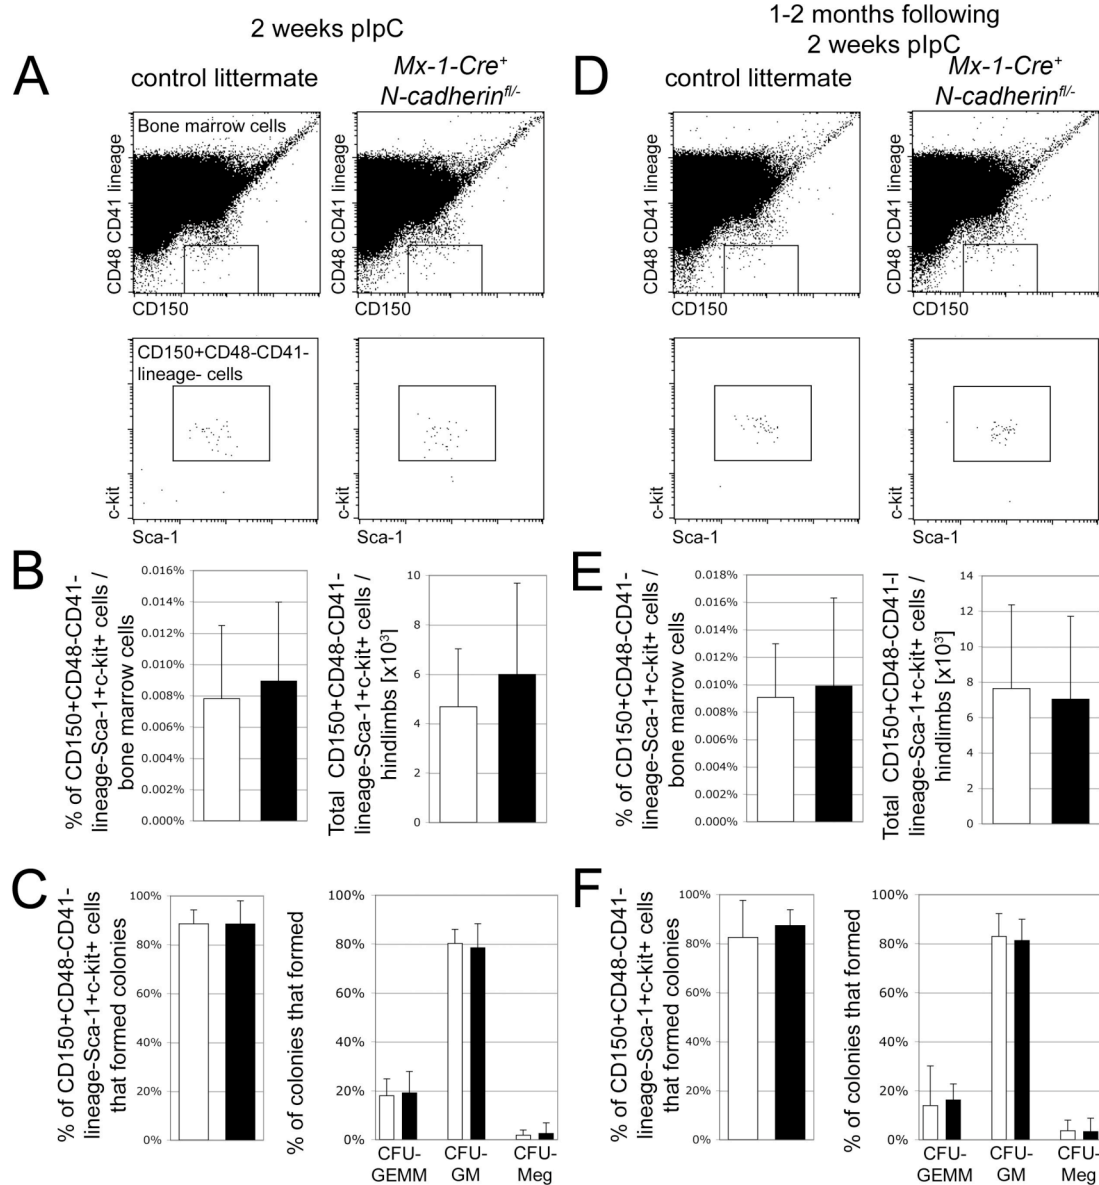 2 weeks pIpC
1-2 months following
2 weeks pIpC
A
control littermate
Mx-1-Cre+
N-cadherinfl/-
D
control littermate
Mx-1-Cre+
N-cadherinfl/-
Bone marrow cells
CD48 CD41 lineage
CD150
CD48 CD41 lineage
CD150
CD48 CD41 lineage
CD150
CD48 CD41 lineage
CD150
CD150+CD48-CD41-
lineage- cells
c-kit
Sca-1
c-kit
Sca-1
c-kit
Sca-1
c-kit
Sca-1
B
% of CD150+CD48-CD41-
lineage-Sca-1+c-kit+ cells /
bone marrow cells
0.016%
0.014%
0.012%
0.010%
0.008%
0.006%
0.004%
0.002%
0.000%
Total CD150+CD48-CD41-
lineage-Sca-1+c-kit+ cells /
hindlimbs [x10³]
10
8
6
4
2
0
E
% of CD150+CD48-CD41-
lineage-Sca-1+c-kit+ cells /
bone marrow cells
0.018%
0.016%
0.014%
0.012%
0.010%
0.008%
0.006%
0.004%
0.002%
0.000%
Total CD150+CD48-CD41-l
lineage-Sca-1+c-kit+ cells /
hindlimbs [x10³]
14
12
10
8
6
4
2
0
C
% of CD150+CD48-CD41-
lineage-Sca-1+c-kit+ cells
that formed colonies
100%
80%
60%
40%
20%
0%
% of colonies that formed
100%
80%
60%
40%
20%
0%
CFU-
GEMM
CFU-
GM
CFU-
Meg
F
% of CD150+CD48-CD41-
lineage-Sca-1+c-kit+ cells
that formed colonies
100%
80%
60%
40%
20%
0%
% of colonies that formed
100%
80%
60%
40%
20%
0%
CFU-
GEMM
CFU-
GM
CFU-
Meg